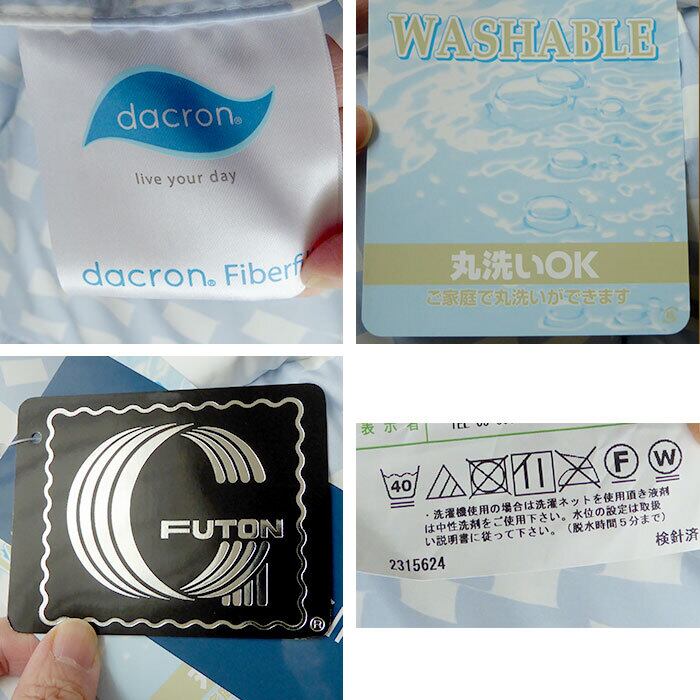 dacron®
live your day
dacron® Fiberf
WASHABLE
丸洗いOK
ご家庭で丸洗いができます
FUTON
®
表示者
TEL
40
F
W
・洗濯機使用の場合は洗濯ネットを使用頂き液剤
は中性洗剤をご使用下さい。水位の設定は取扱
い説明書に従って下さい。(脱水時間5分まで)
2315624
検針済